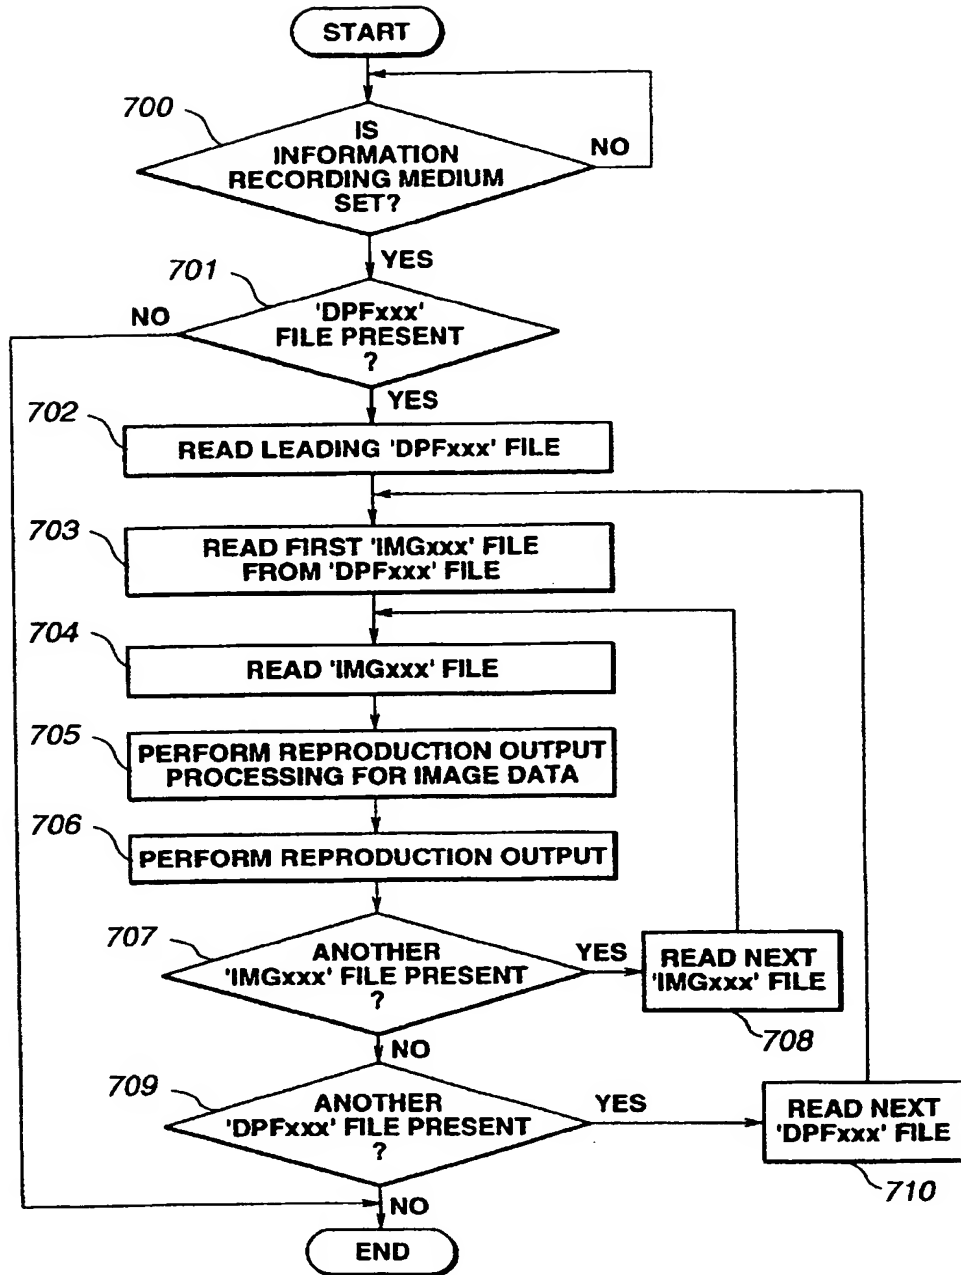 START
700
IS
INFORMATION
RECORDING MEDIUM
SET?
NO
YES
701
NO
'DPFxxx'
FILE PRESENT
?
YES
702
READ LEADING 'DPFxxx' FILE
703
READ FIRST 'IMGxxx' FILE
FROM 'DPFxxx' FILE
704
READ 'IMGxxx' FILE
705
PERFORM REPRODUCTION OUTPUT
PROCESSING FOR IMAGE DATA
706
PERFORM REPRODUCTION OUTPUT
707
ANOTHER
'IMGxxx' FILE PRESENT
?
YES
READ NEXT
'IMGxxx' FILE
708
NO
709
ANOTHER
'DPFxxx' FILE PRESENT
?
YES
READ NEXT
'DPFxxx' FILE
710
NO
END